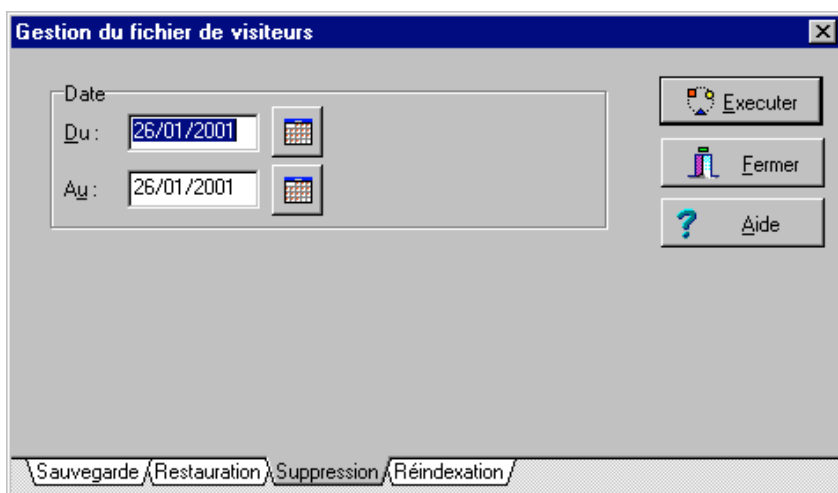 Gestion du fichier de visiteurs
Date
Du : 26/01/2001
Au : 26/01/2001
Executer
Fermer
? Aide
Sauvegarde Restauration Suppression Réindexation